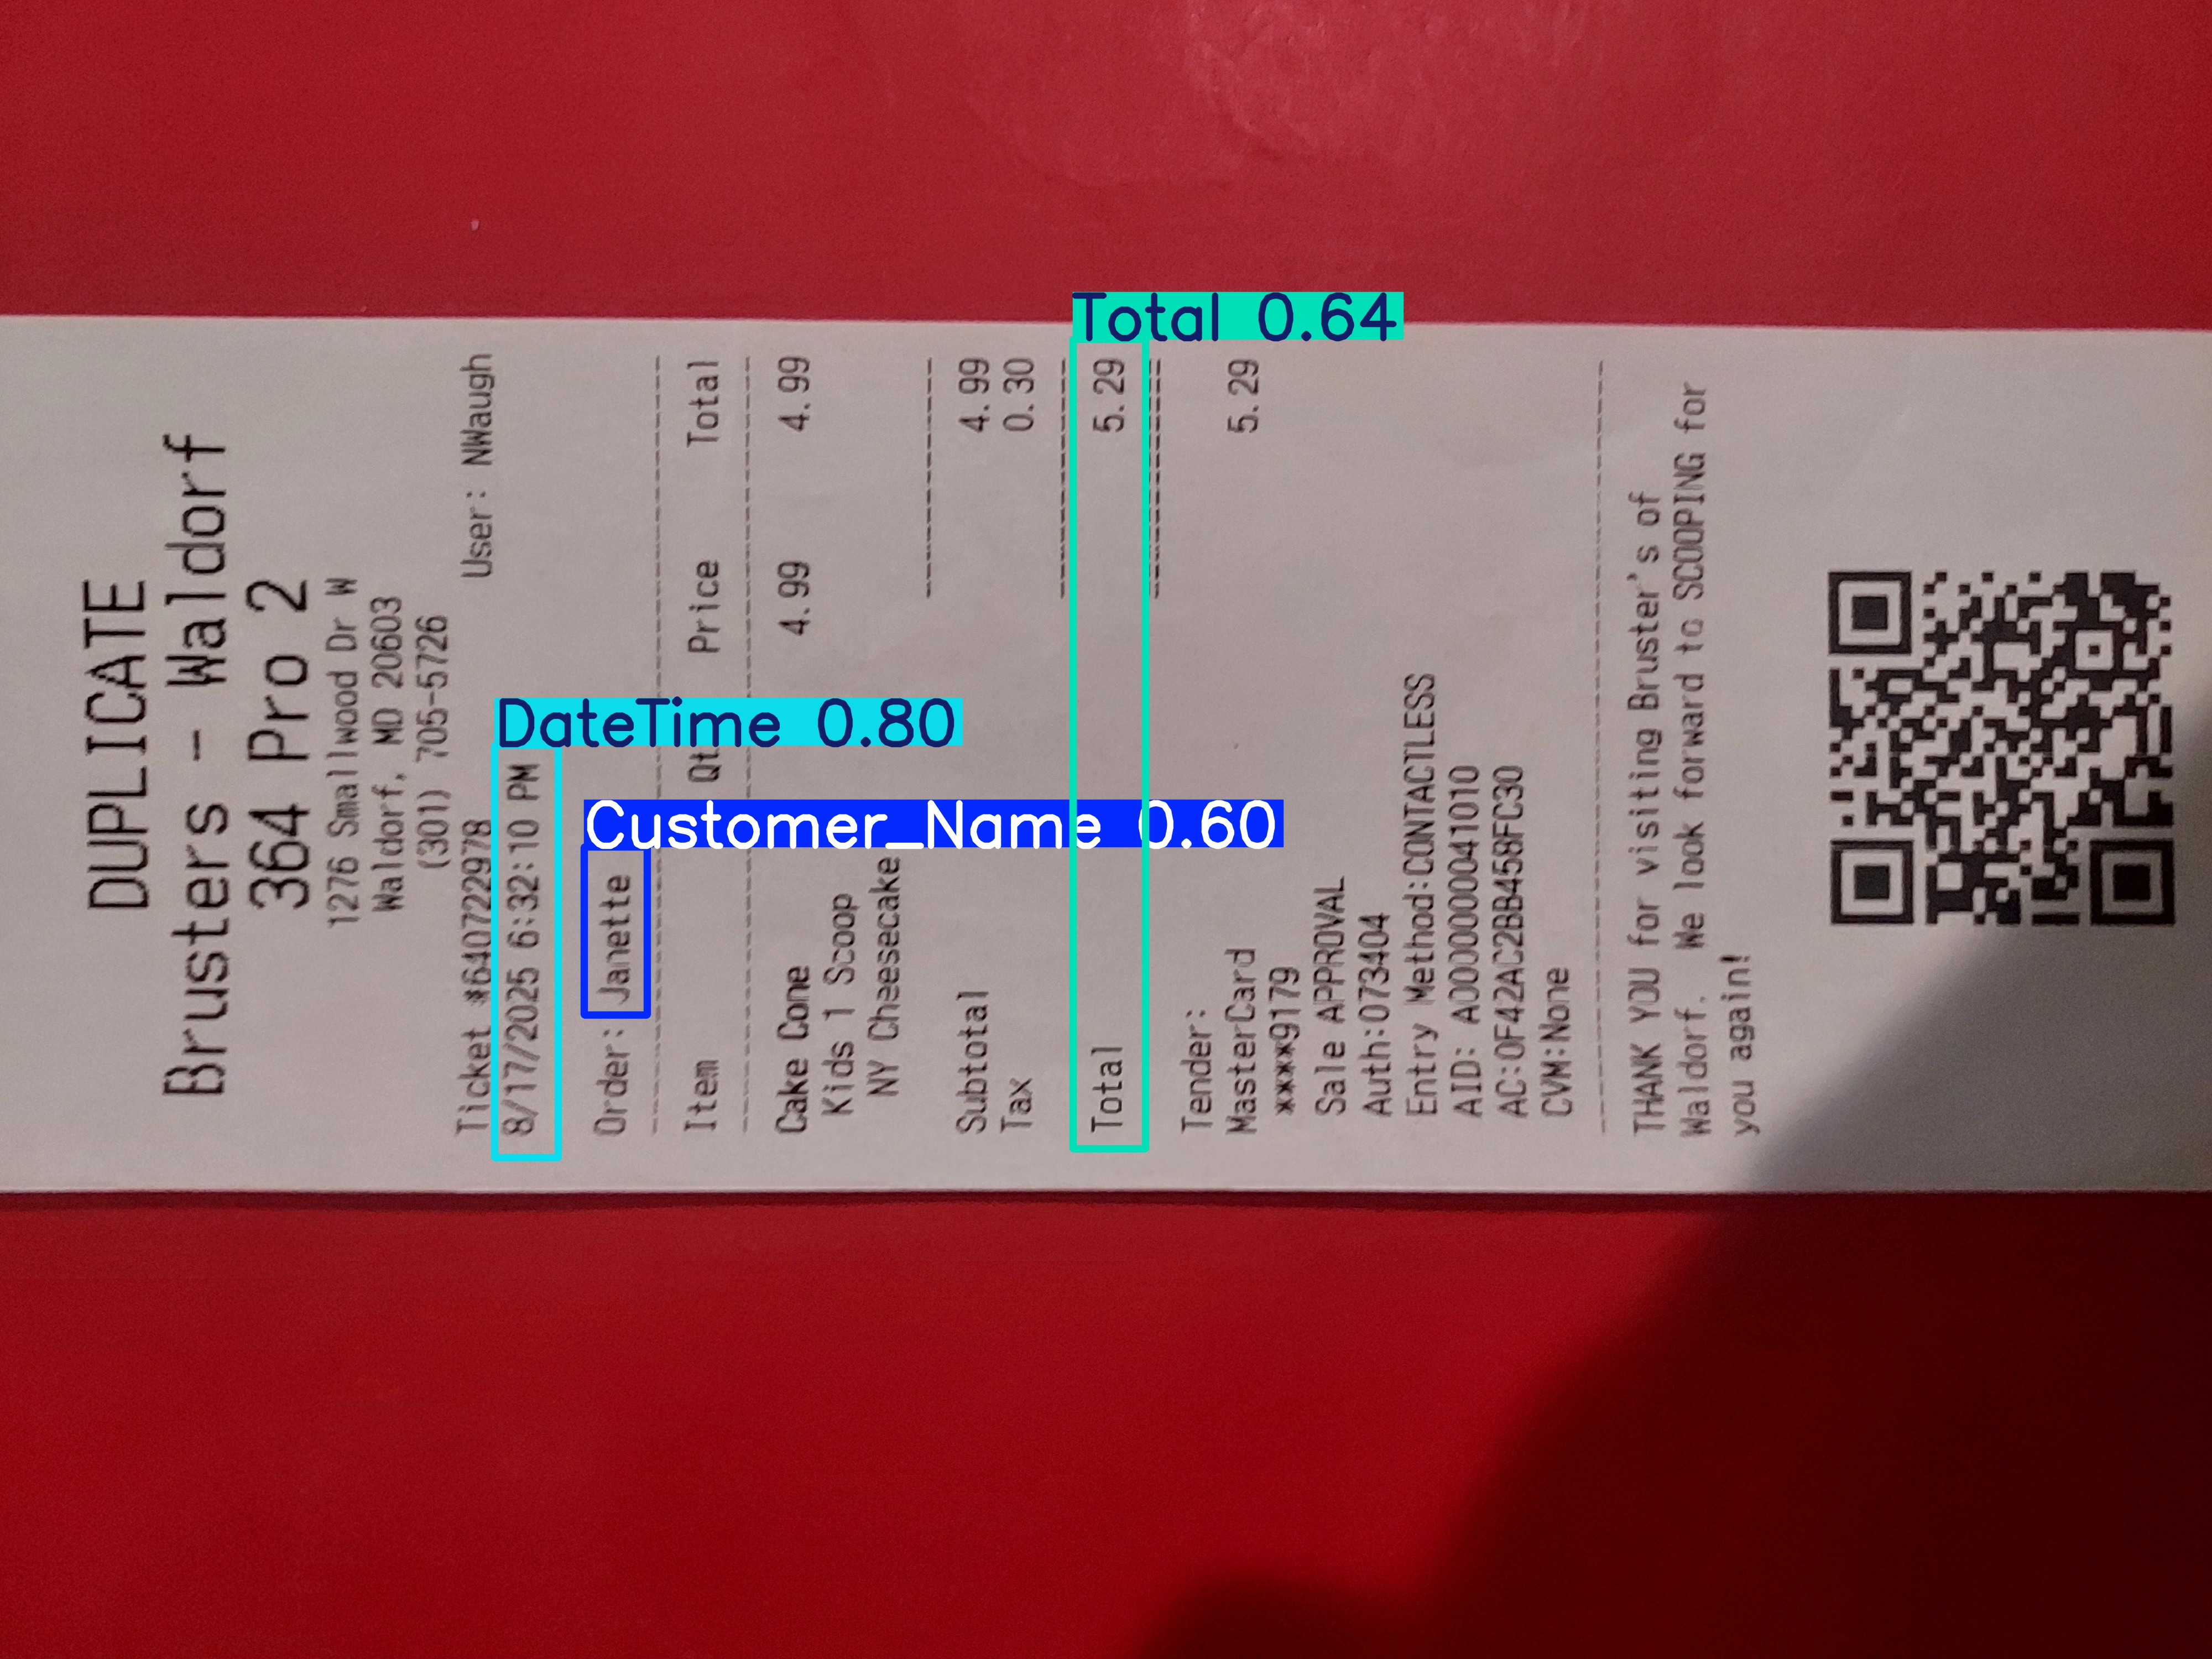 DUPLICATE
Brusters - Waldorf
364 Pro 2
1276 Smallwood Dr W
Waldorf, MD 20603
(301) 705-5726
Ticket #640722978 User: NWaugh
8/17/2025 6:32:10 PM
DateTime 0.80
Order: Janette
Customer_Name 0.60
Item Price Total
Cake Cone 4.99 4.99
Kids 1 Scoop
NY Cheesecake
Subtotal 4.99
Tax 0.30
Total 5.29
Total 0.64
Tender:
MasterCard 5.29
****9179
Sale APPROVAL
Auth:073404
Entry Method:CONTACTLESS
AID: A0000000041010
AC:0F42AC2BB458FC30
CVM:None
THANK YOU for visiting Bruster's of
Waldorf. We look forward to SCOOPING for
you again!